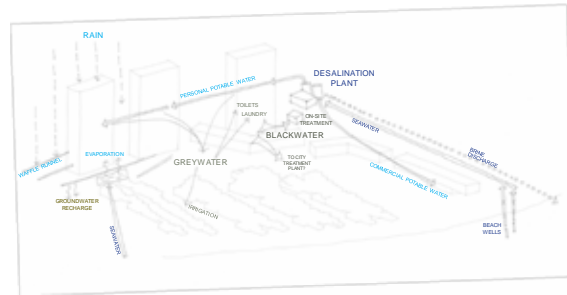 RAIN
DESALINATION
PLANT
PERSONAL POTABLE WATER
TOILETS
LAUNDRY
ON-SITE
TREATMENT
SEAWATER
BLACKWATER
BRINE
DISCHARGE
EVAPORATION
GREYWATER
TO CITY
TREATMENT
PLANT?
WAFFLE RUNNEL
COMMERCIAL POTABLE WATER
GROUNDWATER
RECHARGE
IRRIGATION
SEAWATER
BEACH
WELLS